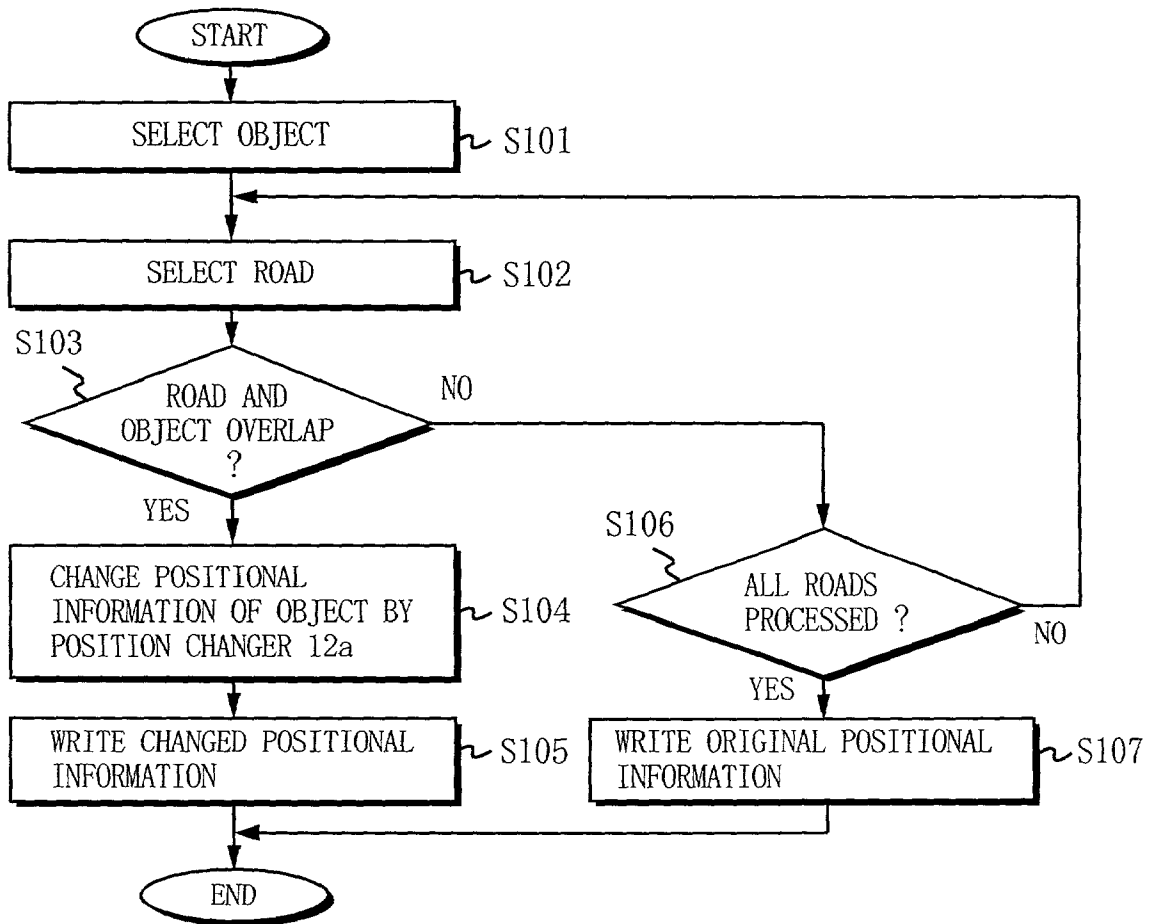 START
SELECT OBJECT
S101
SELECT ROAD
S102
S103
ROAD AND
OBJECT OVERLAP
?
NO
YES
CHANGE POSITIONAL
INFORMATION OF OBJECT BY
POSITION CHANGER 12a
S104
S106
ALL ROADS
PROCESSED ?
NO
YES
WRITE CHANGED POSITIONAL
INFORMATION
S105
WRITE ORIGINAL POSITIONAL
INFORMATION
S107
END